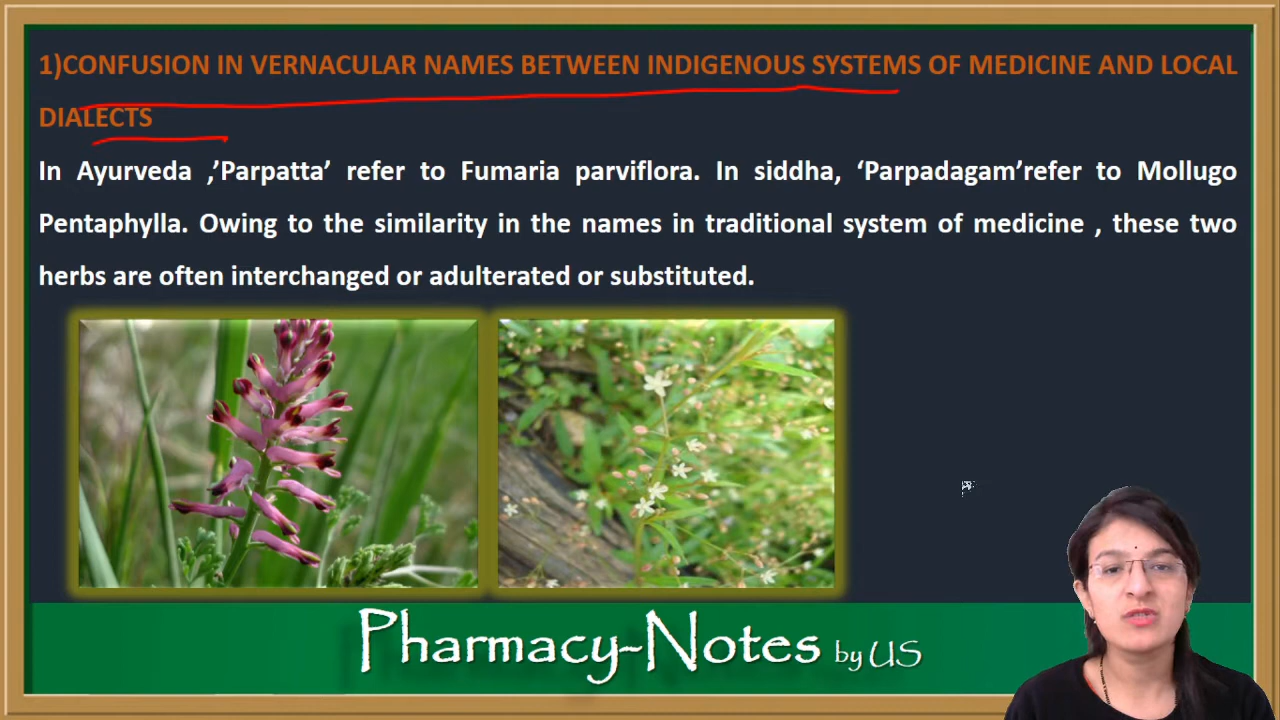 1)CONFUSION IN VERNACULAR NAMES BETWEEN INDIGENOUS SYSTEMS OF MEDICINE AND LOCAL
DIALECTS
In Ayurveda ,’Parpatta’ refer to Fumaria parviflora. In siddha, ‘Parpadagam’refer to Mollugo
Pentaphylla. Owing to the similarity in the names in traditional system of medicine , these two
herbs are often interchanged or adulterated or substituted.
Pharmacy-Notes by US